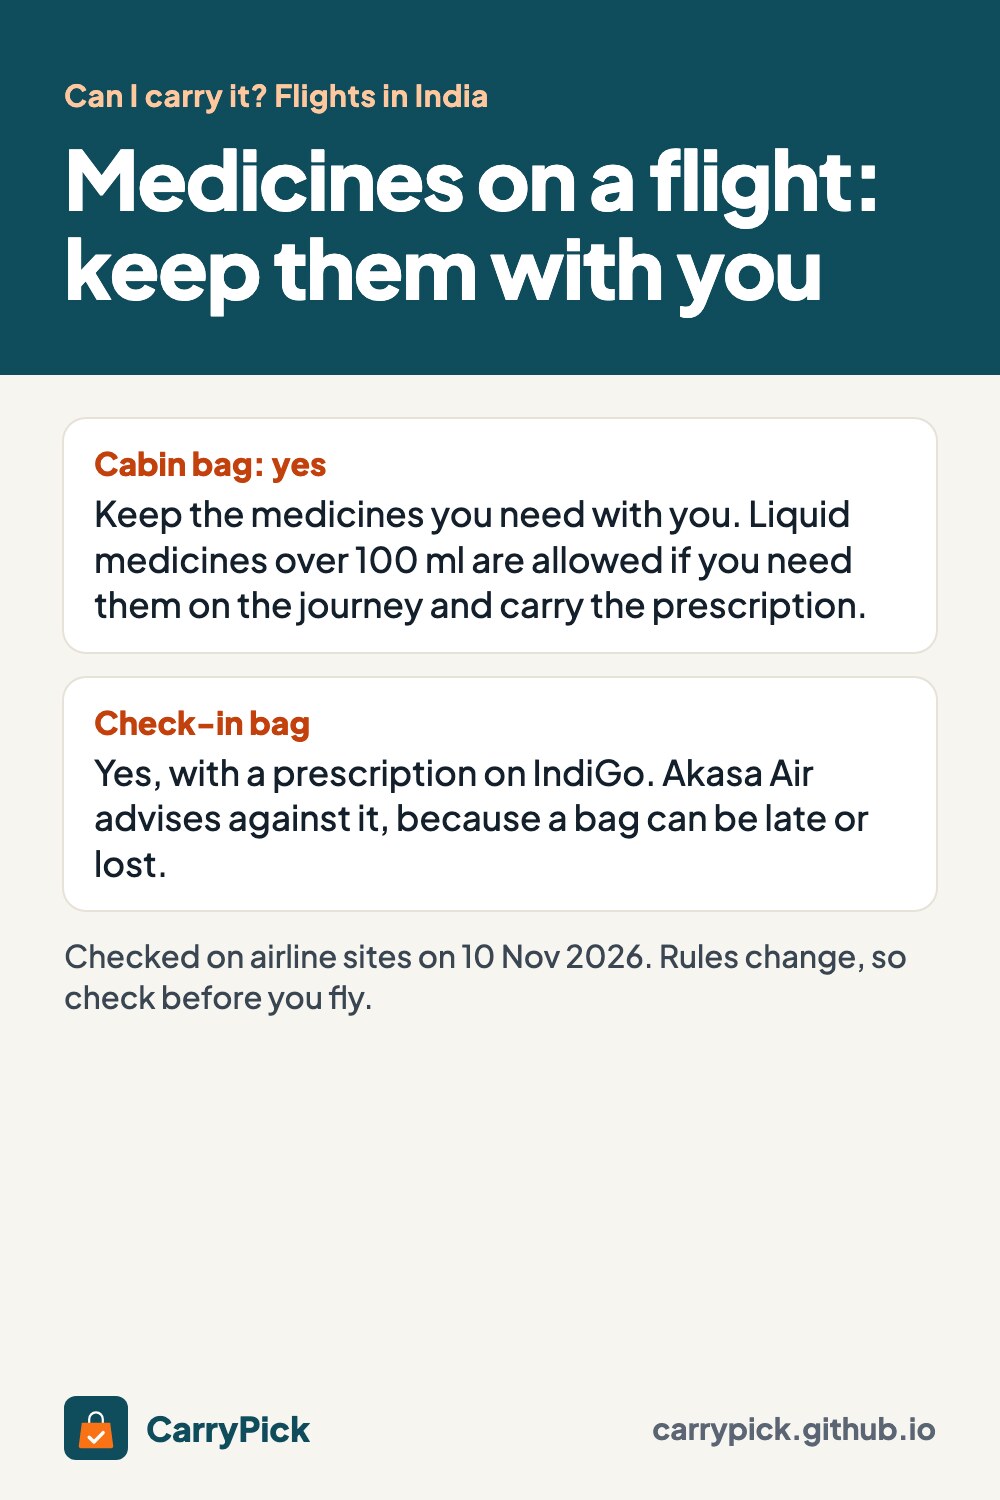 Can I carry it? Flights in India
Medicines on a flight:
keep them with you
Cabin bag: yes
Keep the medicines you need with you. Liquid
medicines over 100 ml are allowed if you need
them on the journey and carry the prescription.
Check-in bag
Yes, with a prescription on IndiGo. Akasa Air
advises against it, because a bag can be late or
lost.
Checked on airline sites on 10 Nov 2026. Rules change, so
check before you fly.
CarryPick
carrypick.github.io